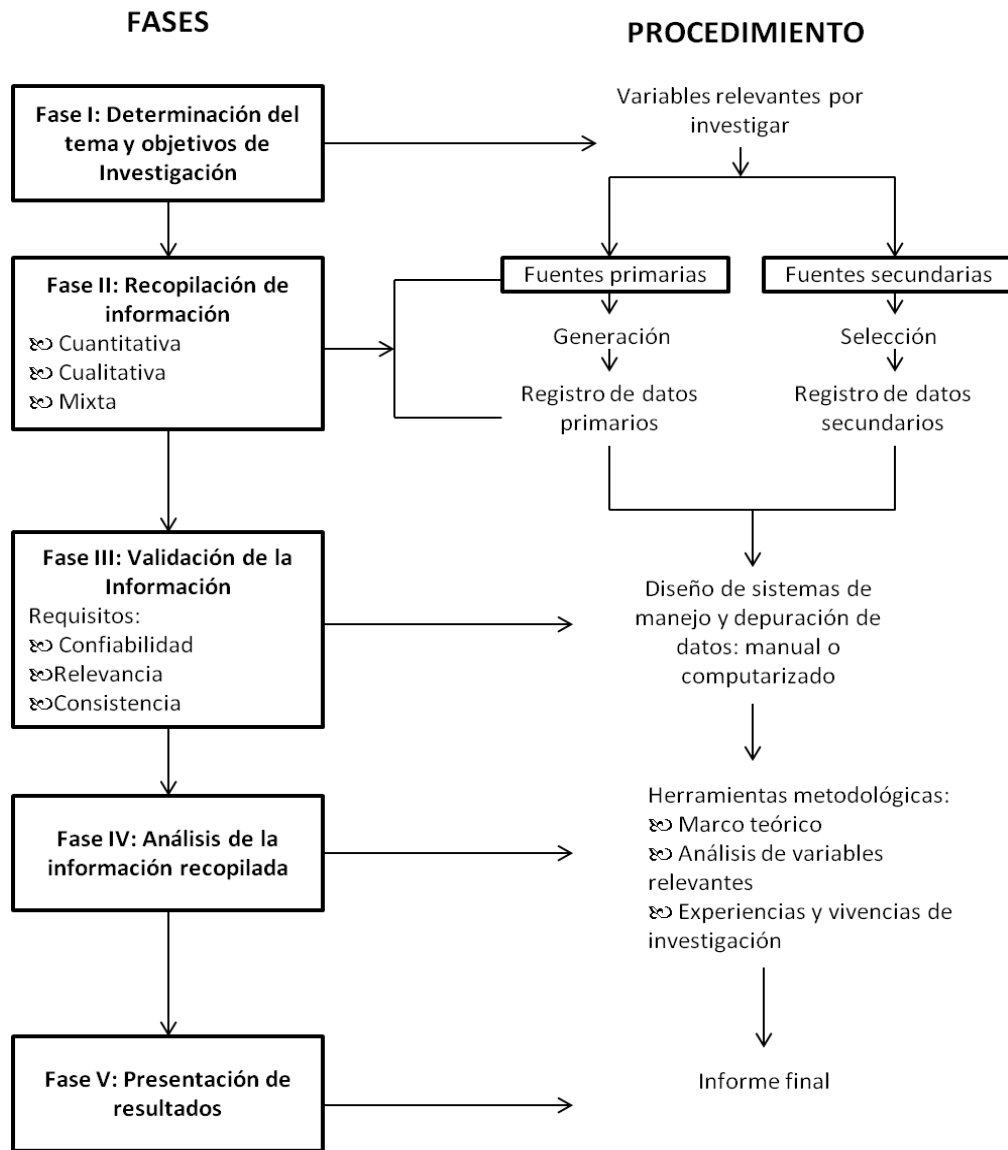 FASES
PROCEDIMIENTO
Fase I: Determinación del
tema y objetivos de
Investigación
Variables relevantes por
investigar
Fase II: Recopilación de
información
Cuantitativa
Cualitativa
Mixta
Fuentes primarias
Fuentes secundarias
Generación
Selección
Registro de datos
primarios
Registro de datos
secundarios
Fase III: Validación de la
Información
Requisitos:
Confiabilidad
Relevancia
Consistencia
Diseño de sistemas de
manejo y depuración de
datos: manual o
computarizado
Fase IV: Análisis de la
información recopilada
Herramientas metodológicas:
Marco teórico
Análisis de variables
relevantes
Experiencias y vivencias de
investigación
Fase V: Presentación de
resultados
Informe final